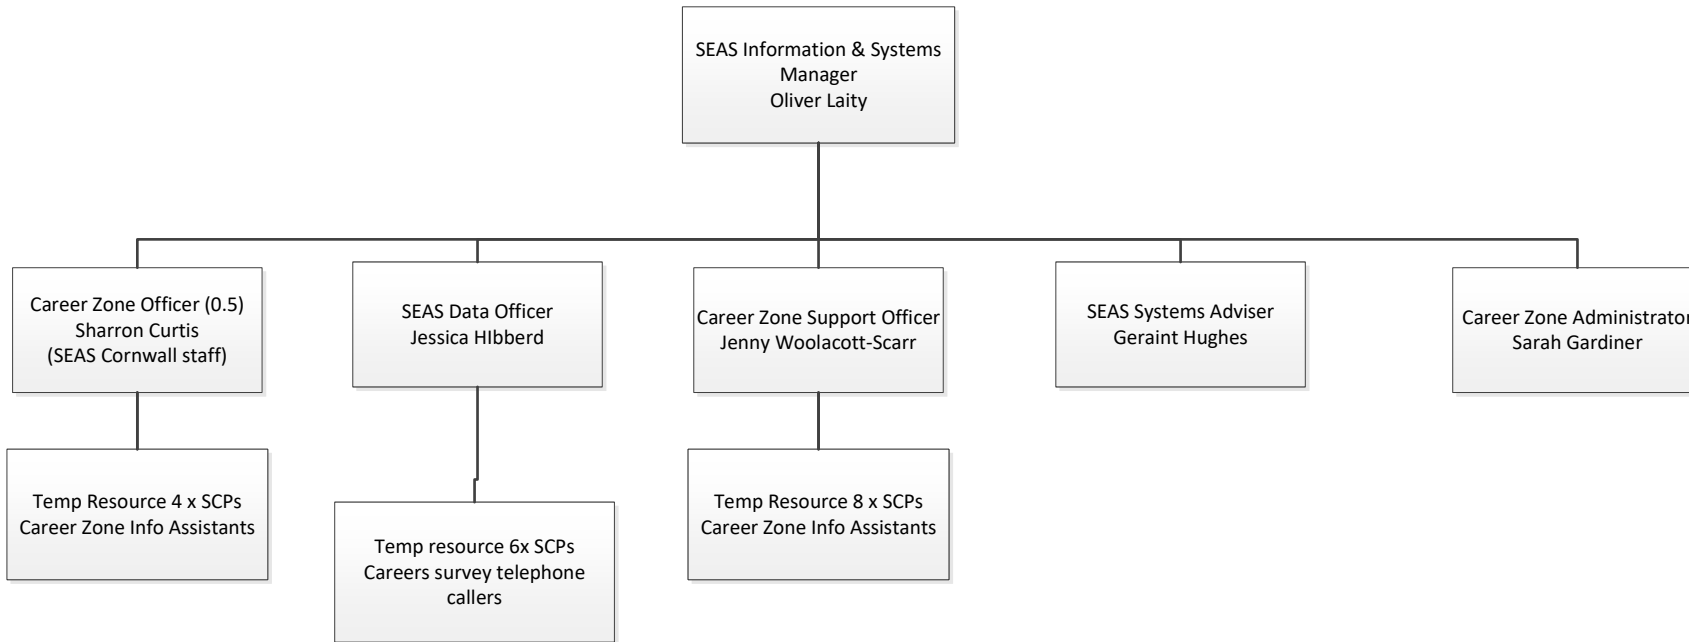 SEAS Information & Systems
Manager
Oliver Laity
Career Zone Officer (0.5)
Sharron Curtis
(SEAS Cornwall staff)
SEAS Data Officer
Jessica HIbberd
Career Zone Support Officer
Jenny Woolacott-Scarr
SEAS Systems Adviser
Geraint Hughes
Career Zone Administrator
Sarah Gardiner
Temp Resource 4 x SCPs
Career Zone Info Assistants
Temp resource 6x SCPs
Careers survey telephone
callers
Temp Resource 8 x SCPs
Career Zone Info Assistants